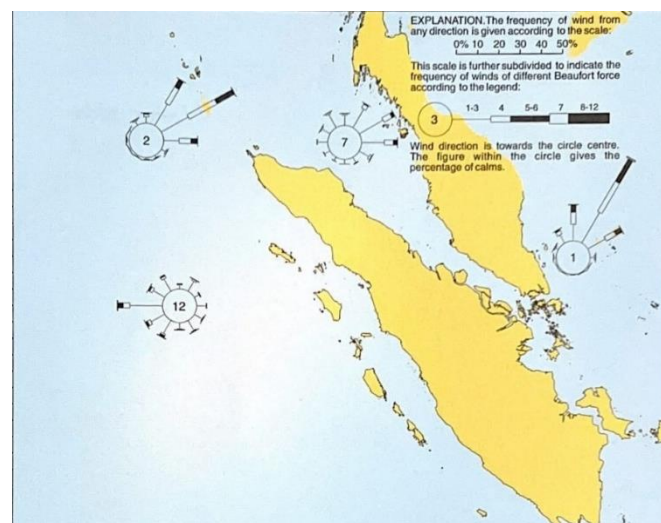 EXPLANATION. The frequency of wind from
any direction is given according to the scale:
0% 10 20 30 40 50%
This scale is further subdivided to indicate the
frequency of winds of different Beaufort force
according to the legend:
3 1-3 4 5-6 7 8-12
Wind direction is towards the circle centre.
The figure within the circle gives the
percentage of calms.
2
7
1
12